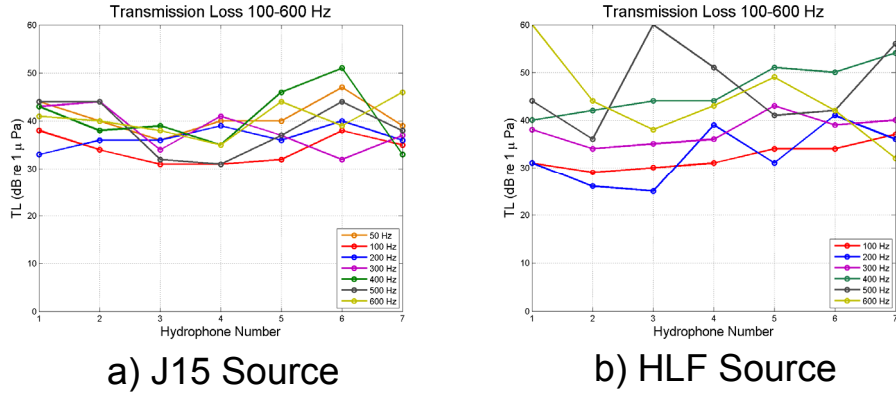 Transmission Loss 100-600 Hz
60
50
40
30
20
10
0
TL (dB re 1 μ Pa)
50 Hz
100 Hz
200 Hz
300 Hz
400 Hz
500 Hz
600 Hz
1 2 3 4 5 6 7
Hydrophone Number
a) J15 Source
Transmission Loss 100-600 Hz
60
50
40
30
20
10
0
TL (dB re 1 μ Pa)
100 Hz
200 Hz
300 Hz
400 Hz
500 Hz
600 Hz
1 2 3 4 5 6 7
Hydrophone Number
b) HLF Source